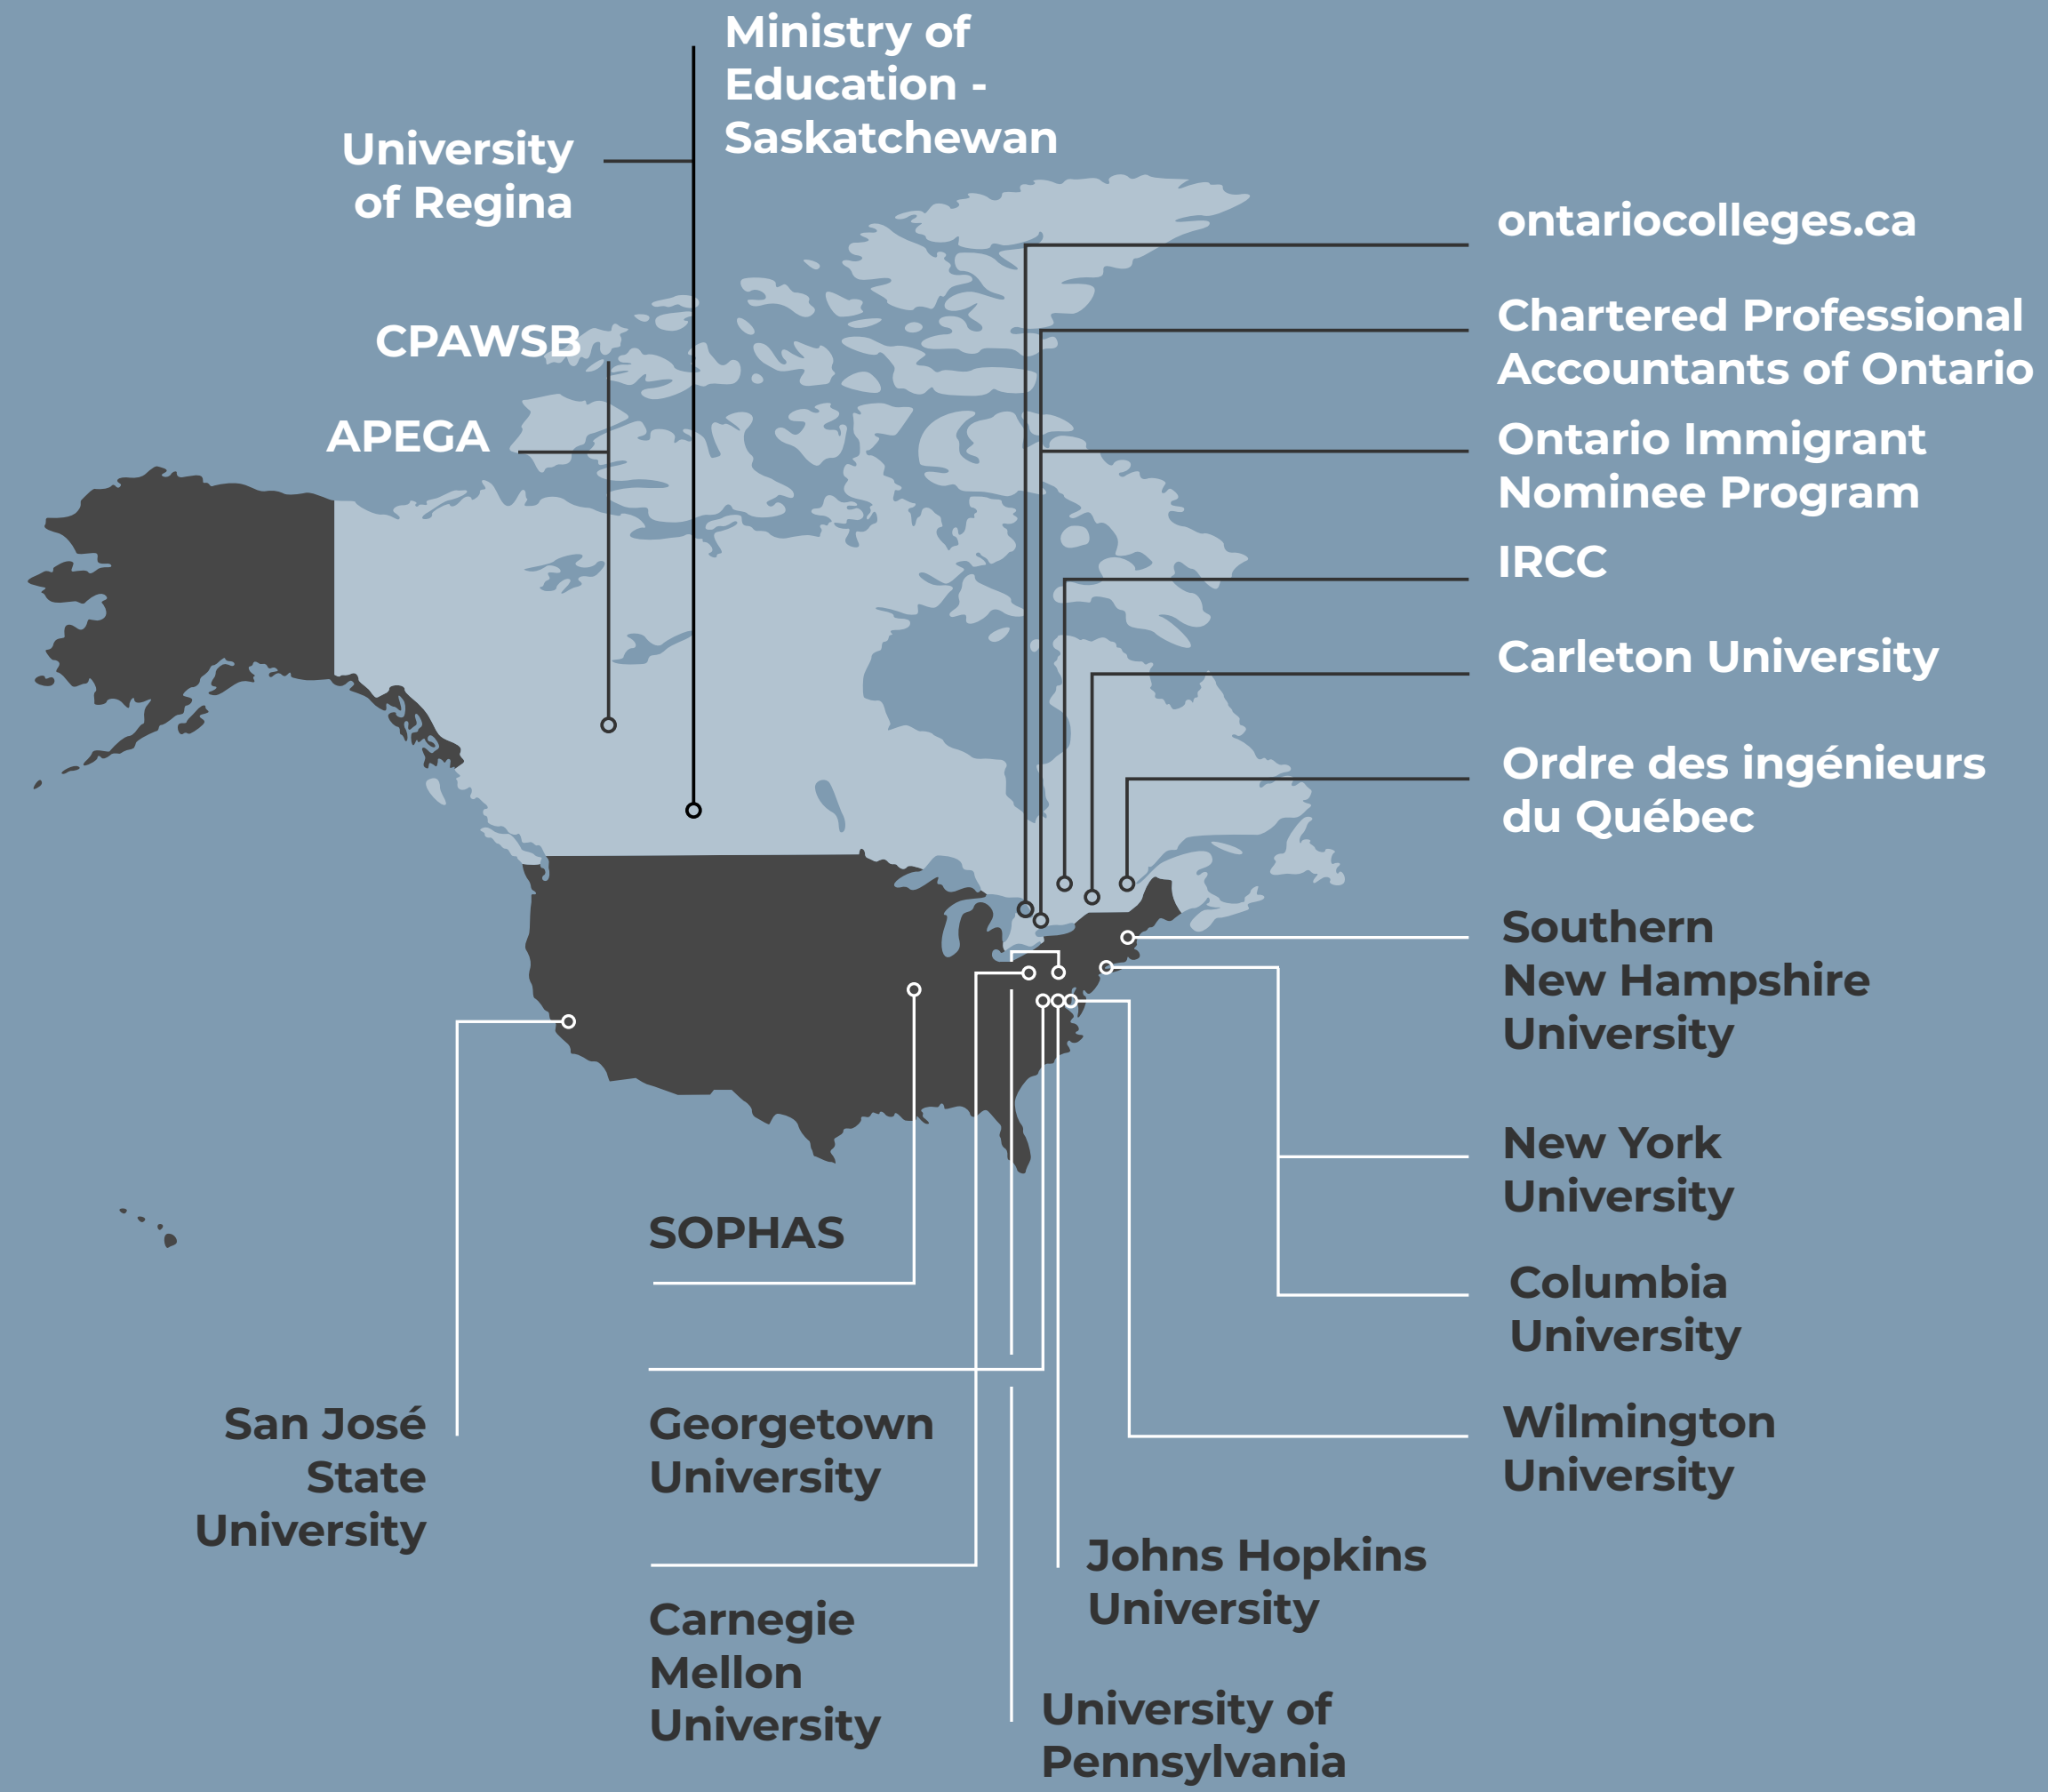 Ministry of
Education -
Saskatchewan
University
of Regina
CPAWSB
APEGA
ontariocolleges.ca
Chartered Professional
Accountants of Ontario
Ontario Immigrant
Nominee Program
IRCC
Carleton University
Ordre des ingénieurs
du Québec
Southern
New Hampshire
University
New York
University
Columbia
University
Wilmington
University
SOPHAS
San José
State
University
Georgetown
University
Johns Hopkins
University
Carnegie
Mellon
University
University of
Pennsylvania